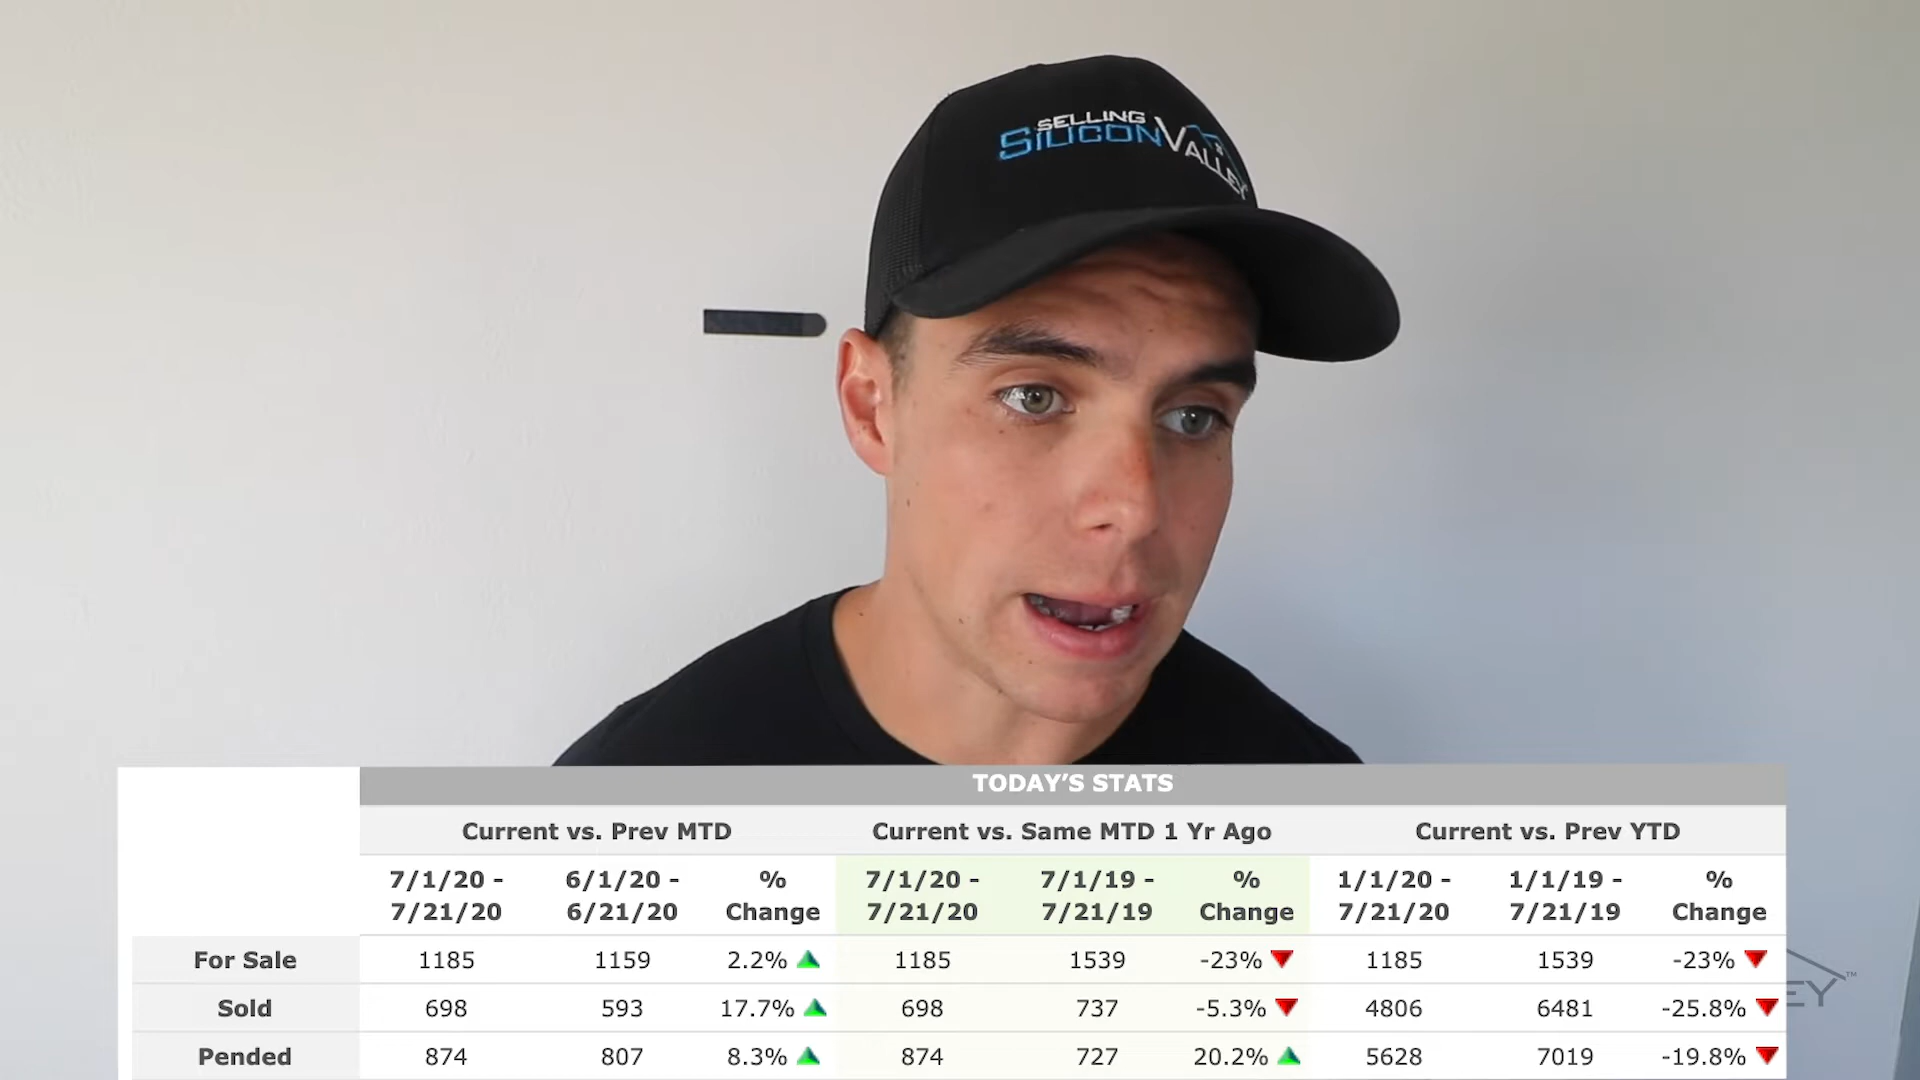 SELLING
SILICONVALLEY
TODAY'S STATS
Current vs. Prev MTD Current vs. Same MTD 1 Yr Ago Current vs. Prev YTD
7/1/20 - 6/1/20 - % 7/1/20 - 7/1/19 - % 1/1/20 - 1/1/19 - %
7/21/20 6/21/20 Change 7/21/20 7/21/19 Change 7/21/20 7/21/19 Change
For Sale 1185 1159 2.2% 1185 1539 -23% 1185 1539 -23%
Sold 698 593 17.7% 698 737 -5.3% 4806 6481 -25.8%
Pended 874 807 8.3% 874 727 20.2% 5628 7019 -19.8%